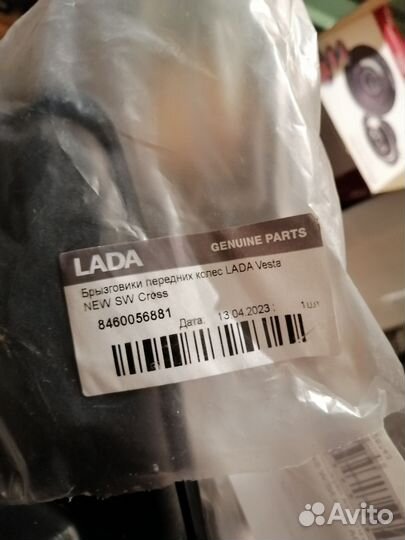 LADA
GENUINE PARTS
Брызговики передних колес LADA Vesta
NEW SW Cross
8460056881 Дата: 13.04.2023 : 1шт
Avito